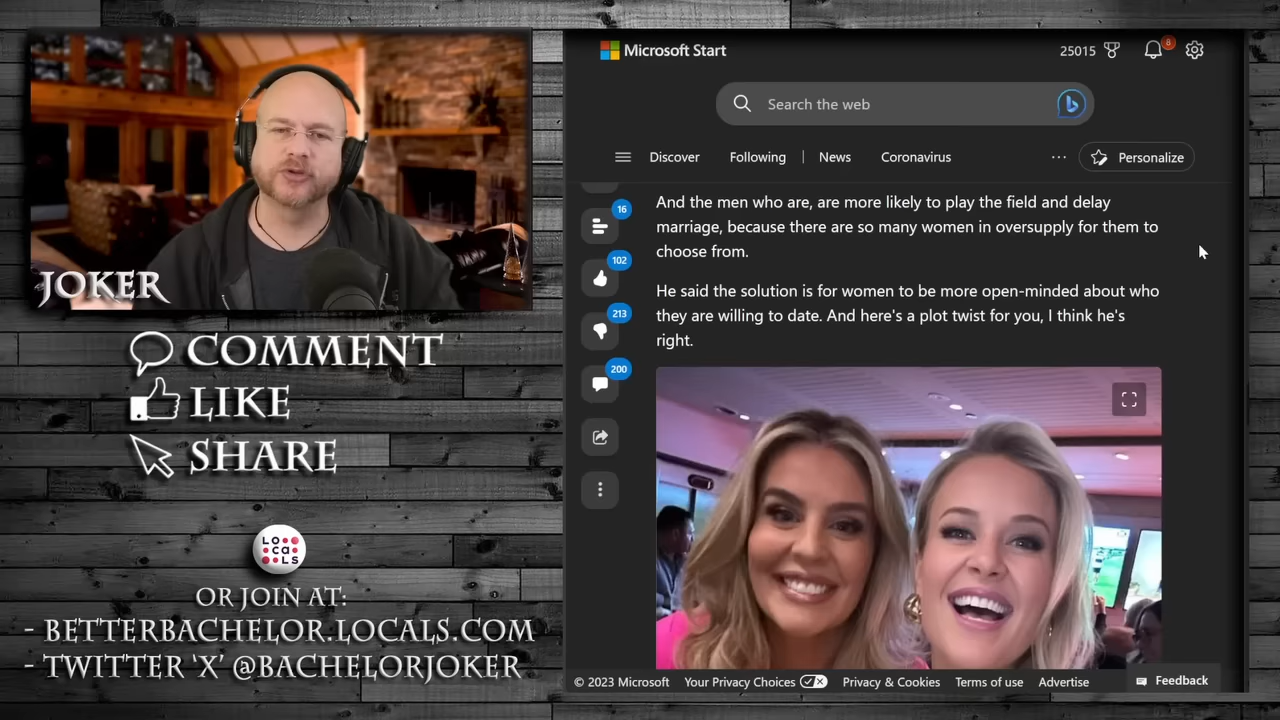 JOKER
COMMENT
LIKE
SHARE
LOcaLS
OR JOIN AT:
- BETTERBACHELOR.LOCALS.COM
- TWITTER 'X' @BACHELORJOKER
Microsoft Start
25015
8
Search the web
Discover
Following
News
Coronavirus
Personalize
16
102
213
200
And the men who are, are more likely to play the field and delay
marriage, because there are so many women in oversupply for them to
choose from.
He said the solution is for women to be more open-minded about who
they are willing to date. And here's a plot twist for you, I think he's
right.
© 2023 Microsoft
Your Privacy Choices
Privacy & Cookies
Terms of use
Advertise
Feedback